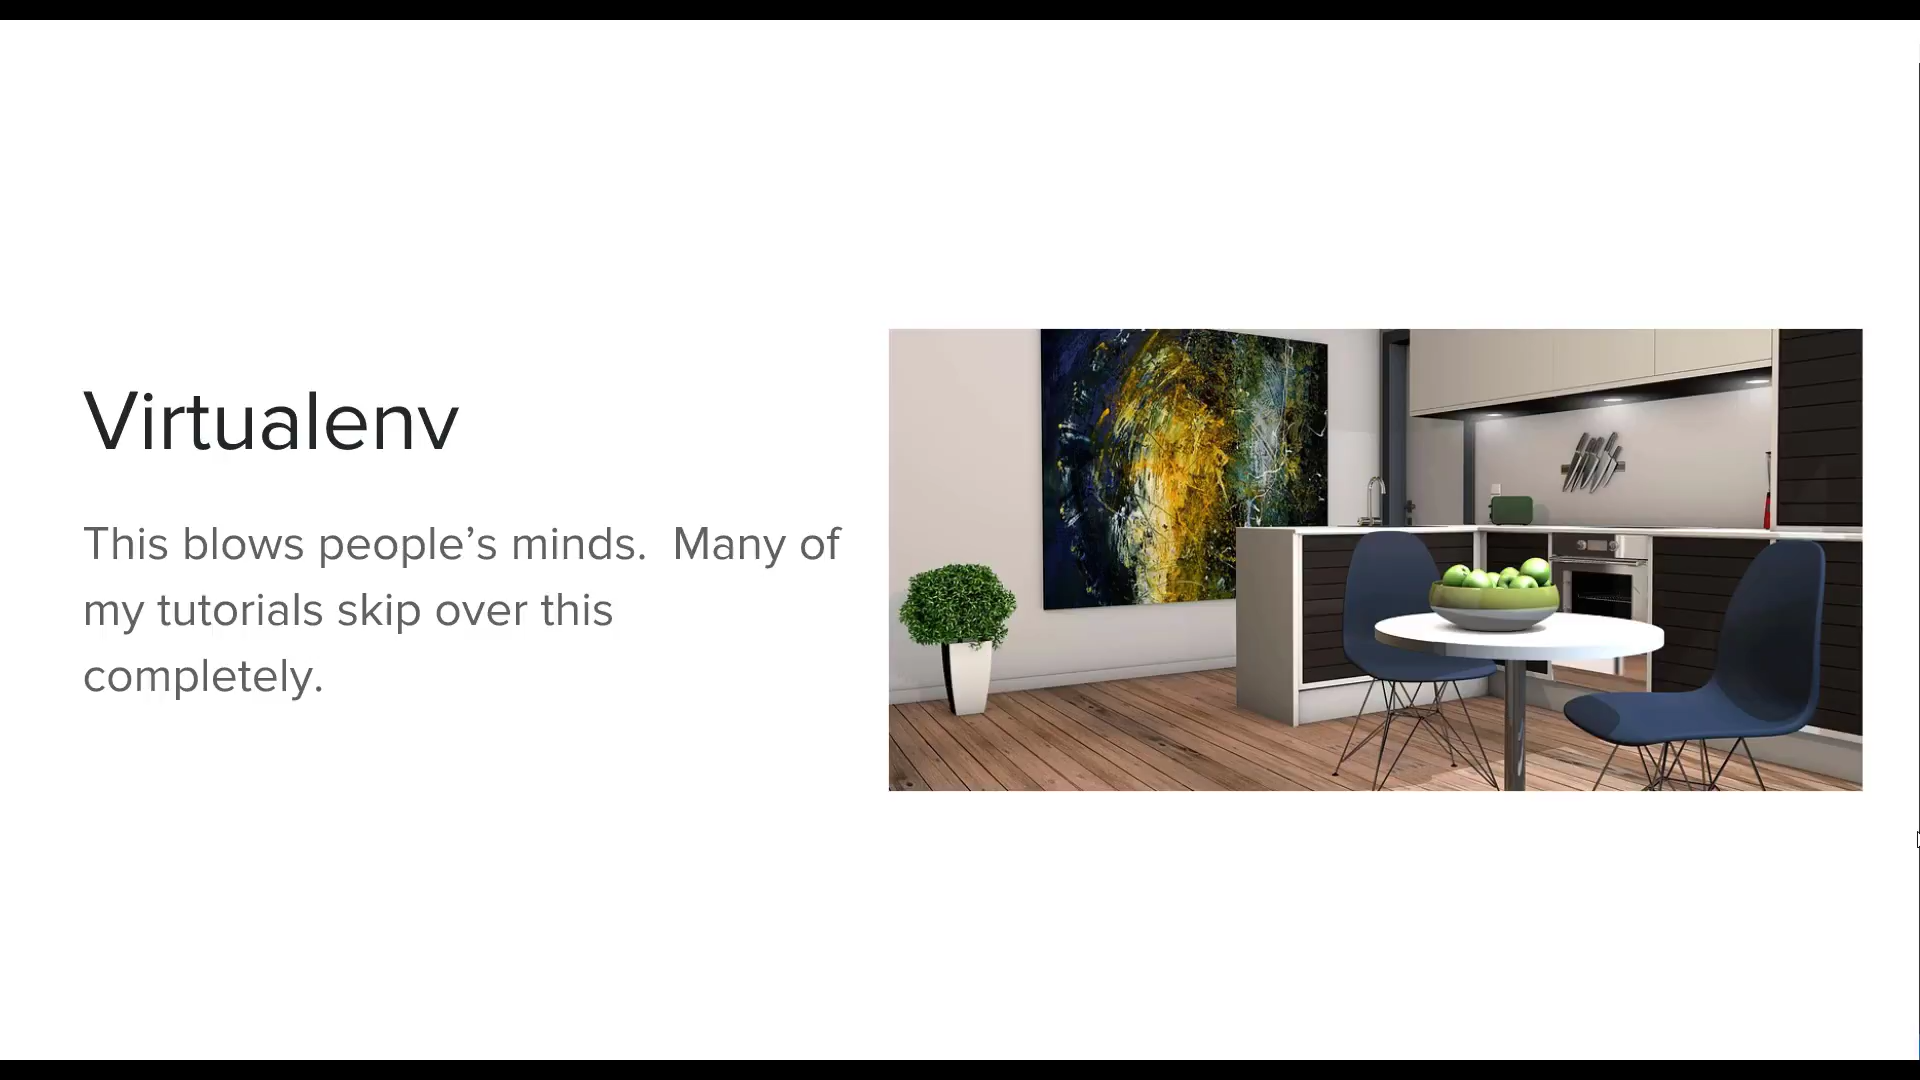 Virtualenv
This blows people’s minds.  Many of
my tutorials skip over this
completely.